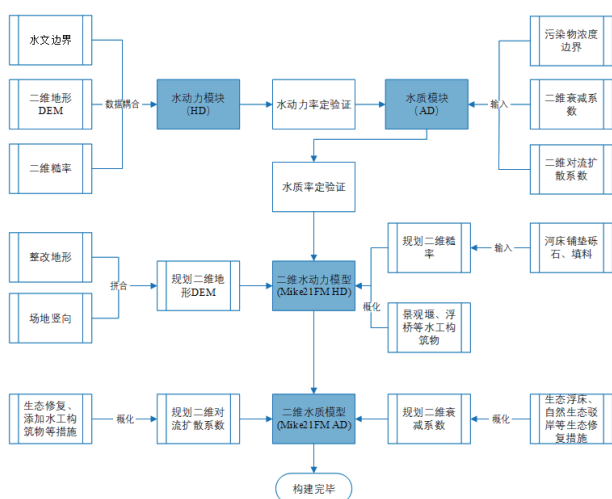 水文边界
二维地形
DEM
二维糙率
数据耦合
水动力模块
(HD)
水动力率定验证
水质模块
(AD)
输入
污染物浓度
边界
二维衰减系
数
二维对流扩
散系数
水质率定验证
整改地形
场地竖向
拼合
规划二维地
形DEM
二维水动力模型
(Mike21FM HD)
规划二维糙
率
输入
河床铺垫砾
石、填料
概化
景观堰、浮
桥等水工构
筑物
生态修复、
添加水工构
筑物等措施
概化
规划二维对
流扩散系数
二维水质模型
(Mike21FM AD)
规划二维衰
减系数
概化
生态浮床、
自然生态驳
岸等生态修
复措施
构建完毕